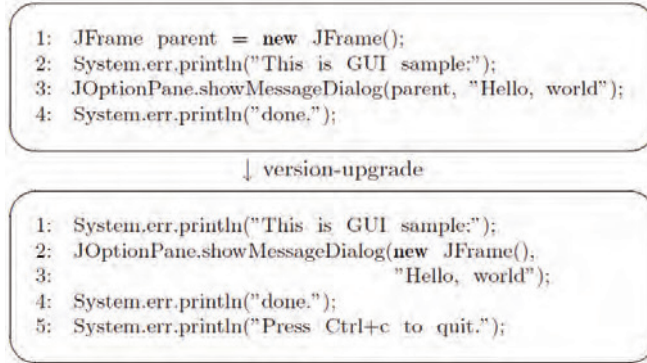 1: JFrame parent = new JFrame();
2: System.err.println("This is GUI sample:");
3: JOptionPane.showMessageDialog(parent, "Hello, world");
4: System.err.println("done.");
↓ version-upgrade
1: System.err.println("This is GUI sample:");
2: JOptionPane.showMessageDialog(new JFrame(),
3: "Hello, world");
4: System.err.println("done.");
5: System.err.println("Press Ctrl+c to quit.");